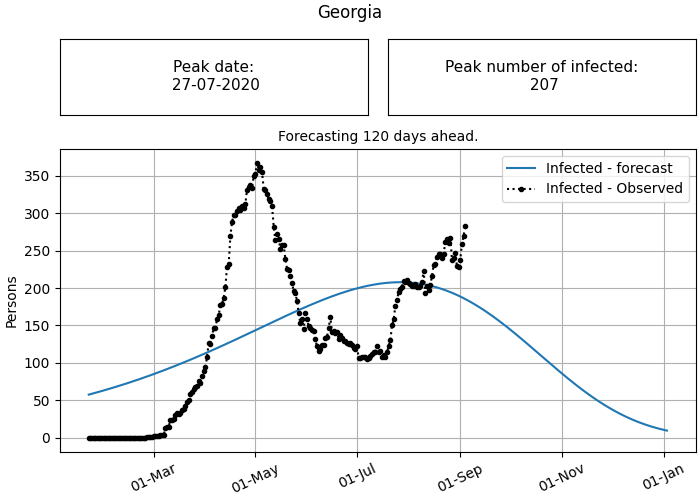 Georgia
Peak date:
27-07-2020
Peak number of infected:
207
Forecasting 120 days ahead.
Infected - forecast
Infected - Observed
Persons
350
300
250
200
150
100
50
0
01-Mar
01-May
01-Jul
01-Sep
01-Nov
01-Jan